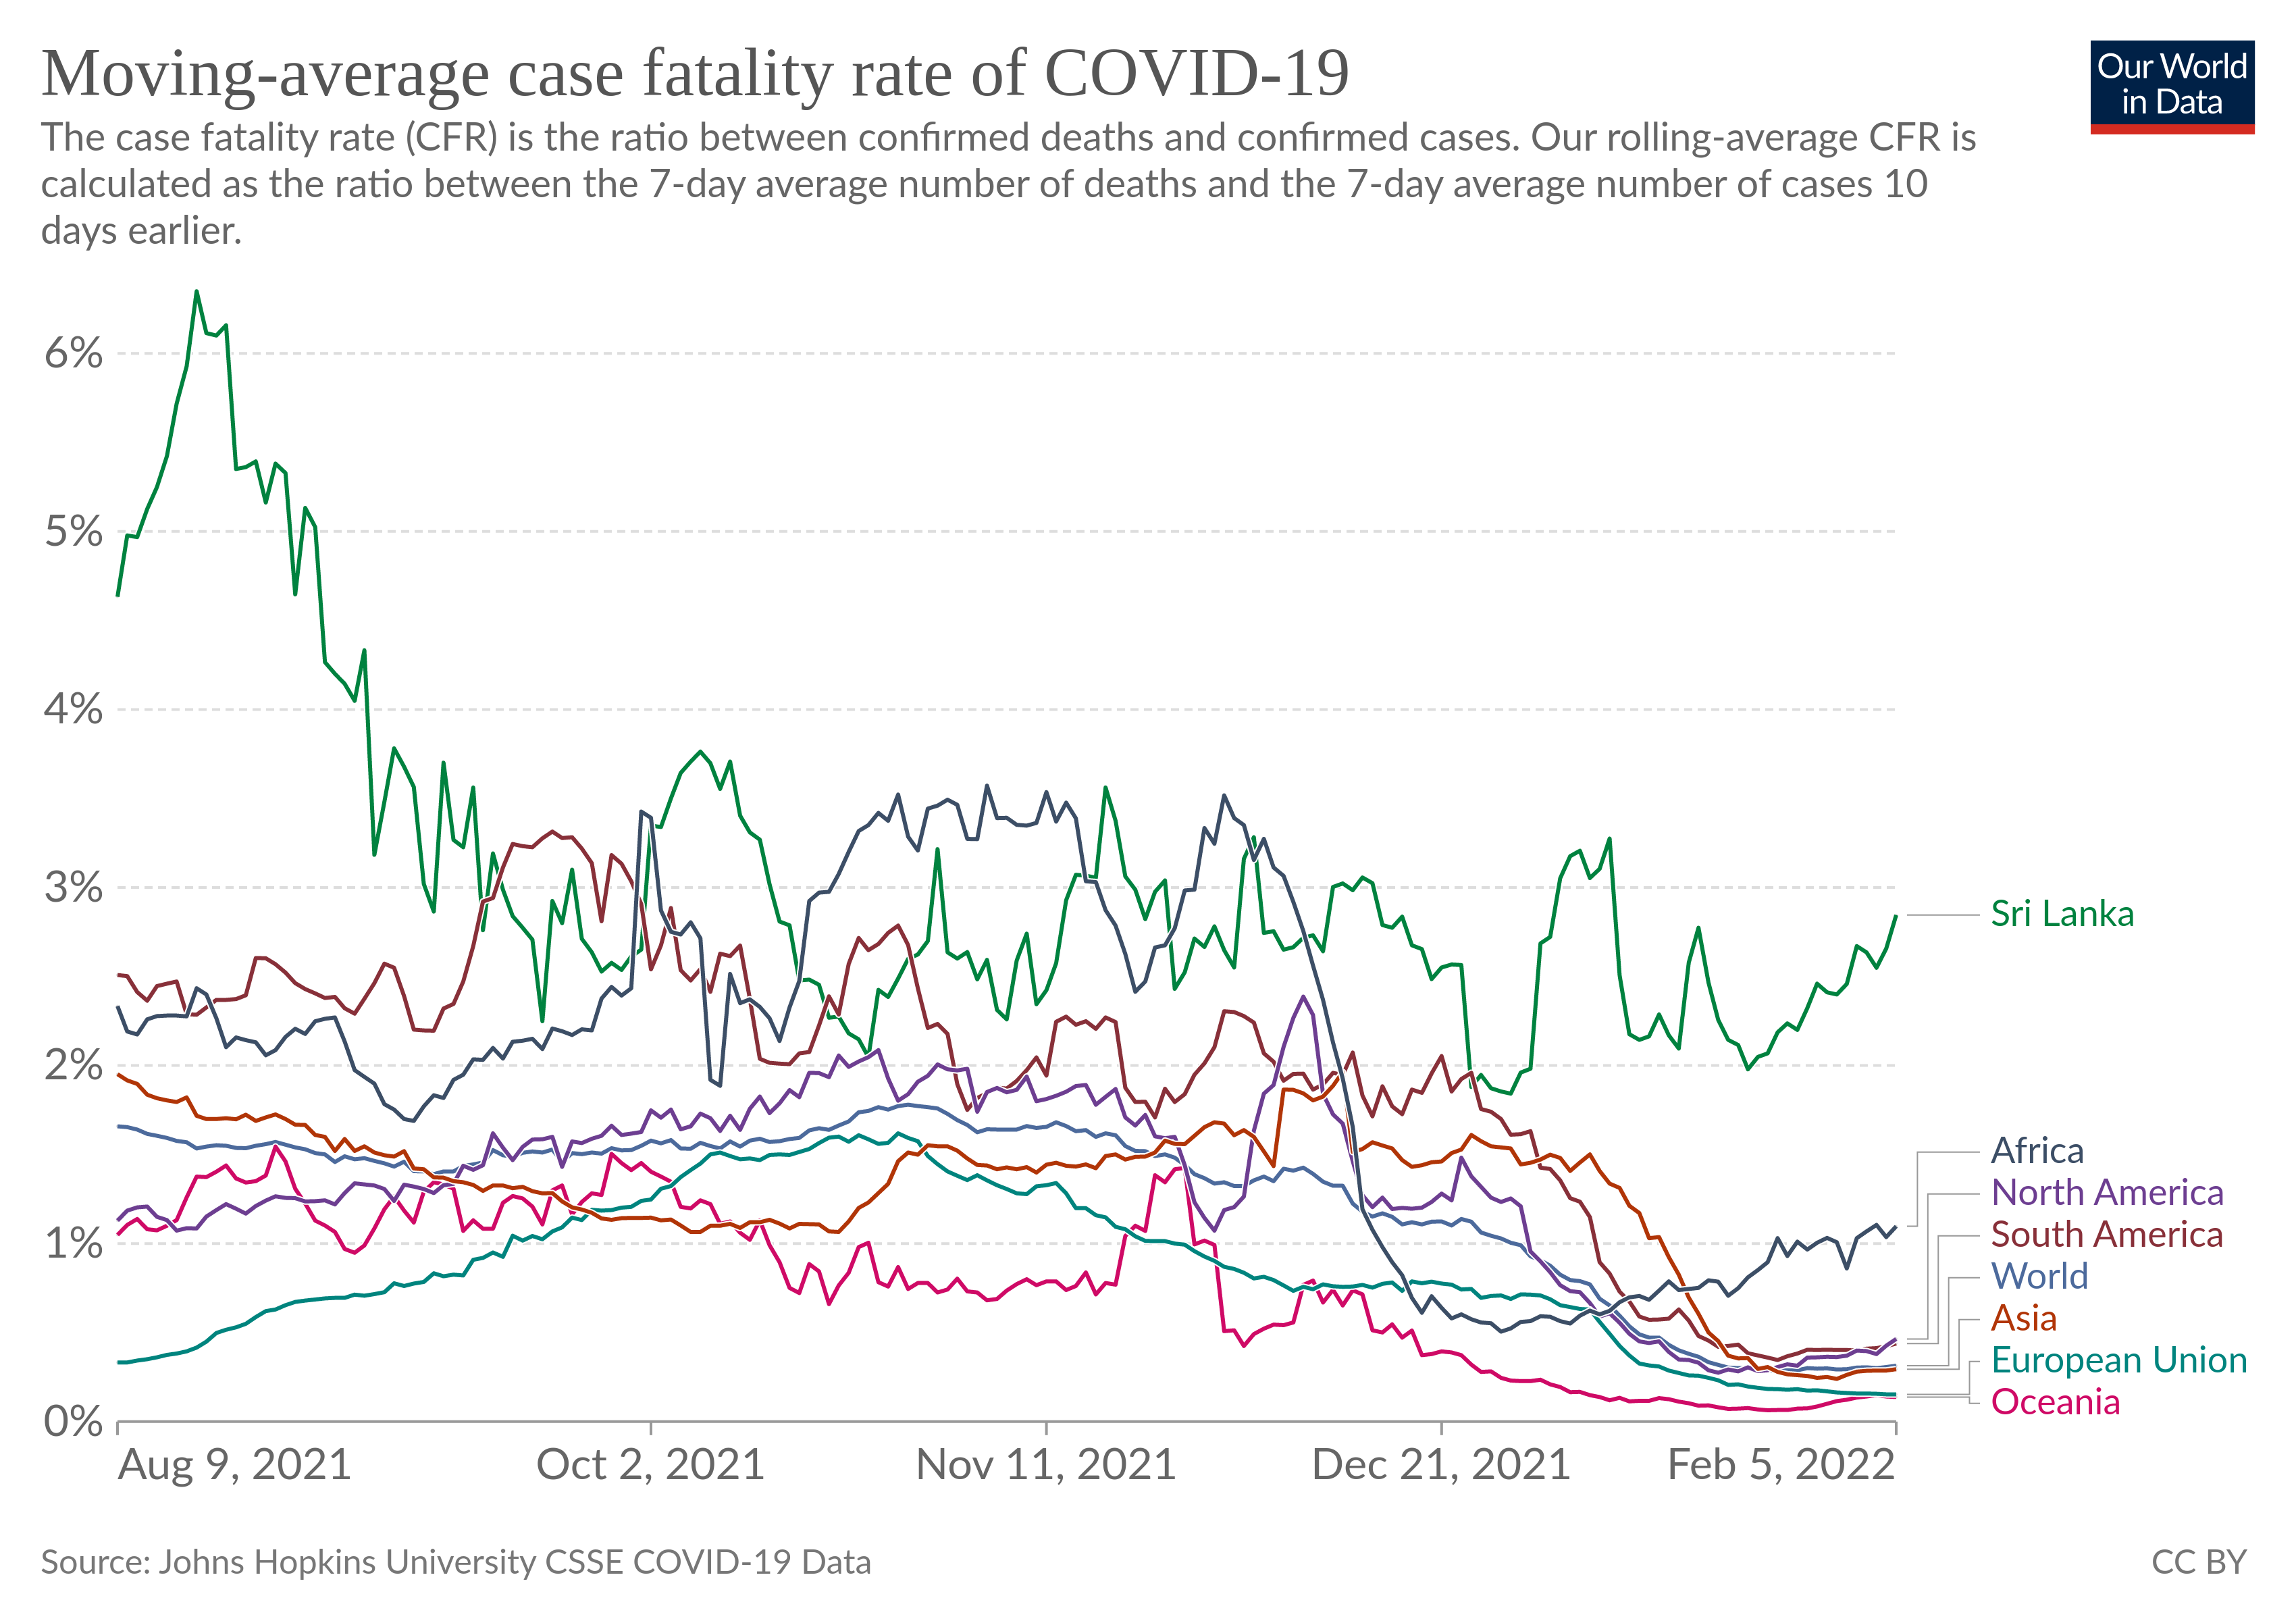 Moving-average case fatality rate of COVID-19
Our World
in Data
The case fatality rate (CFR) is the ratio between confirmed deaths and confirmed cases. Our rolling-average CFR is
calculated as the ratio between the 7-day average number of deaths and the 7-day average number of cases 10
days earlier.
6%
5%
4%
3%
2%
1%
0%
Sri Lanka
Africa
North America
South America
World
Asia
European Union
Oceania
Aug 9, 2021
Oct 2, 2021
Nov 11, 2021
Dec 21, 2021
Feb 5, 2022
Source: Johns Hopkins University CSSE COVID-19 Data
CC BY